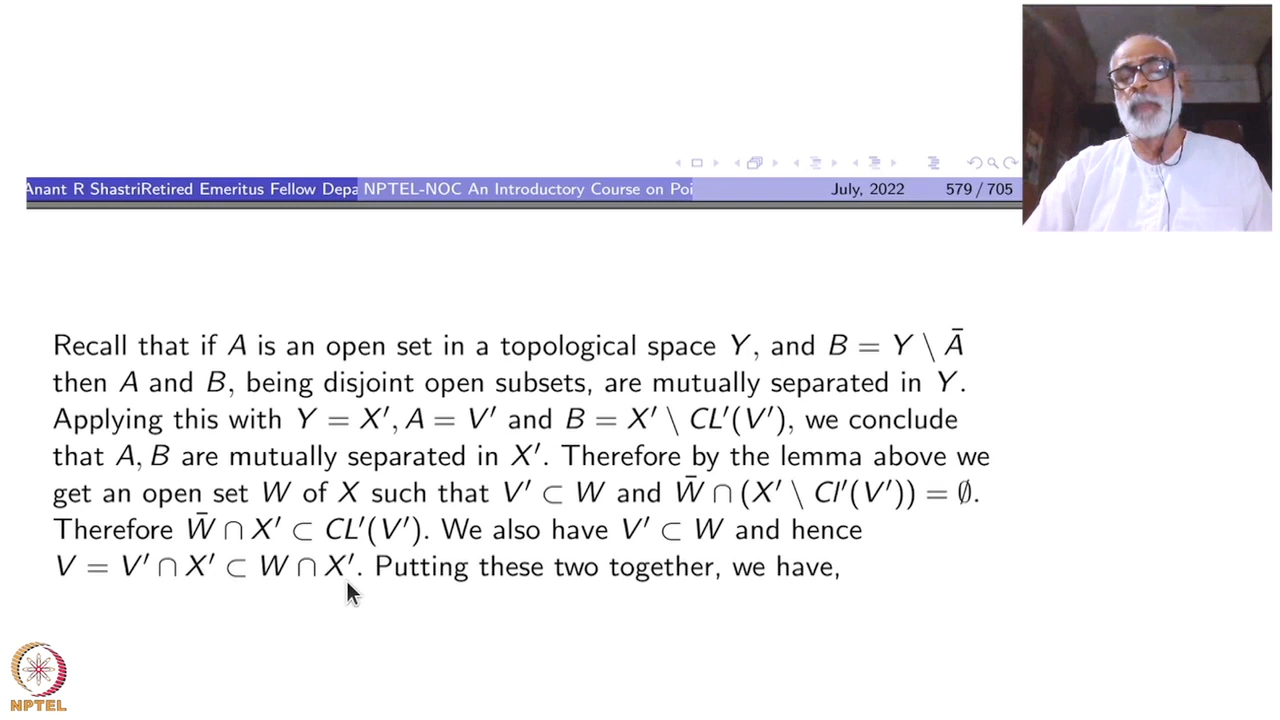 Anant R ShastriRetired Emeritus Fellow Depa NPTEL-NOC An Introductory Course on Poi July, 2022 579 / 705
Recall that if A is an open set in a topological space Y, and B = Y \ Ā
then A and B, being disjoint open subsets, are mutually separated in Y.
Applying this with Y = X′, A = V′ and B = X′ \ CL′(V′), we conclude
that A, B are mutually separated in X′. Therefore by the lemma above we
get an open set W of X such that V′ ⊂ W and W̄ ∩ (X′ \ Cl′(V′)) = ∅.
Therefore W̄ ∩ X′ ⊂ CL′(V′). We also have V′ ⊂ W and hence
V = V′ ∩ X′ ⊂ W ∩ X′. Putting these two together, we have,
NPTEL